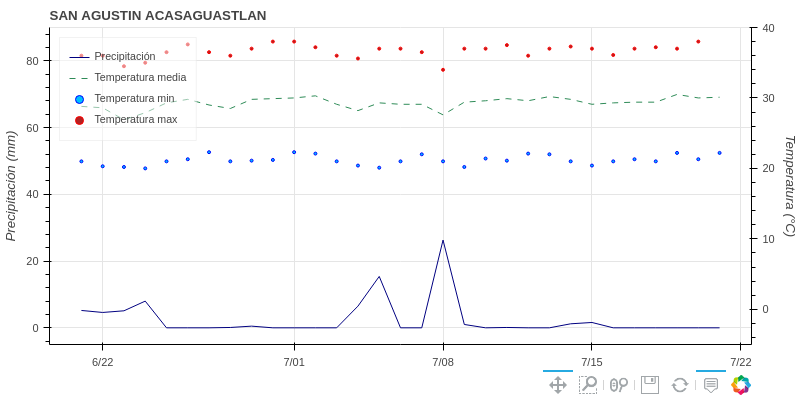 SAN AGUSTIN ACASAGUASTLAN
Precipitación
Temperatura media
Temperatura min
Temperatura max
Precipitación (mm)
80
60
40
20
0
Temperatura (°C)
40
30
20
10
0
6/22
7/01
7/08
7/15
7/22